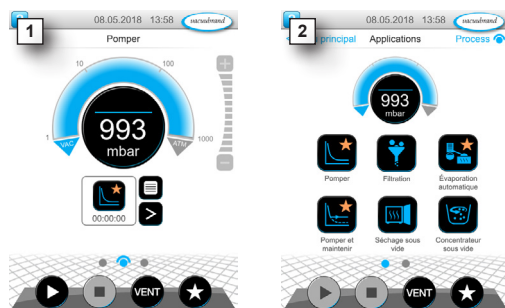 1
08.05.2018 13:58 vacuubrand
Pomper
10
100
1
1000
VAC
ATM
993
mbar
00:00:00
VENT
2
08.05.2018 13:58 vacuubrand
principal Applications Process
993
mbar
Pomper
Filtration
Évaporation
automatique
Pomper et
maintenir
Séchage sous
vide
Concentrateur
sous vide
VENT